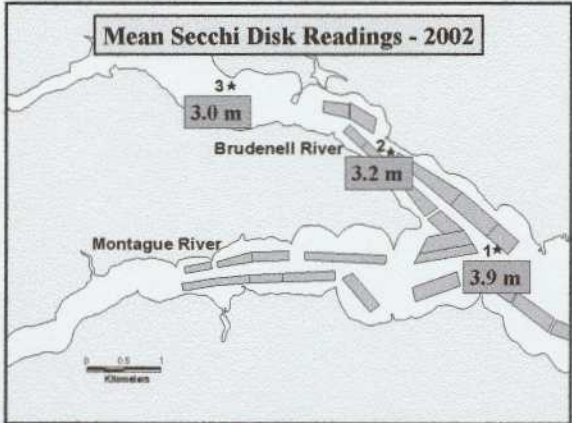 Mean Secchi Disk Readings - 2002
3★
3.0 m
Brudenell River
2★
3.2 m
Montague River
1★
3.9 m
0 0.5 1
Kilometers